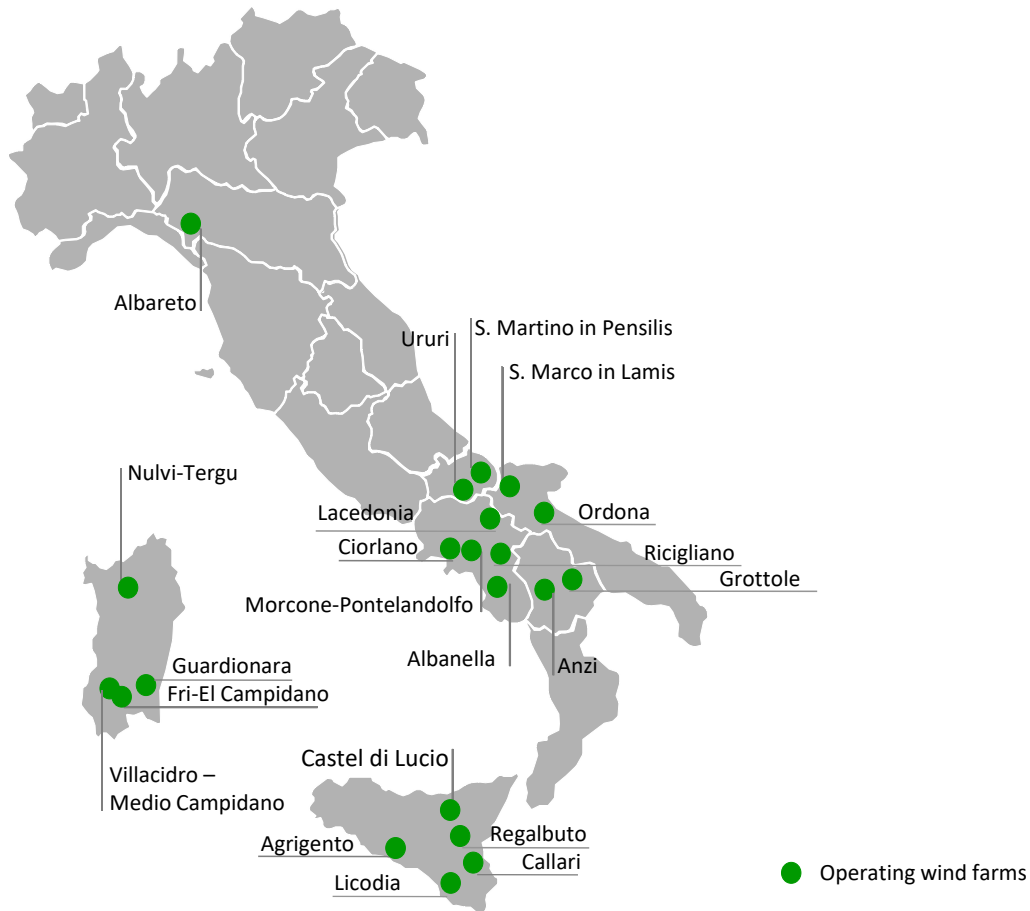 Albareto
Ururi
S. Martino in Pensilis
S. Marco in Lamis
Nulvi-Tergu
Lacedonia
Ordona
Ciorlano
Ricigliano
Grottole
Morcone-Pontelandolfo
Albanella
Anzi
Guardionara
Fri-El Campidano
Villacidro –
Medio Campidano
Castel di Lucio
Agrigento
Regalbuto
Callari
Licodia
Operating wind farms